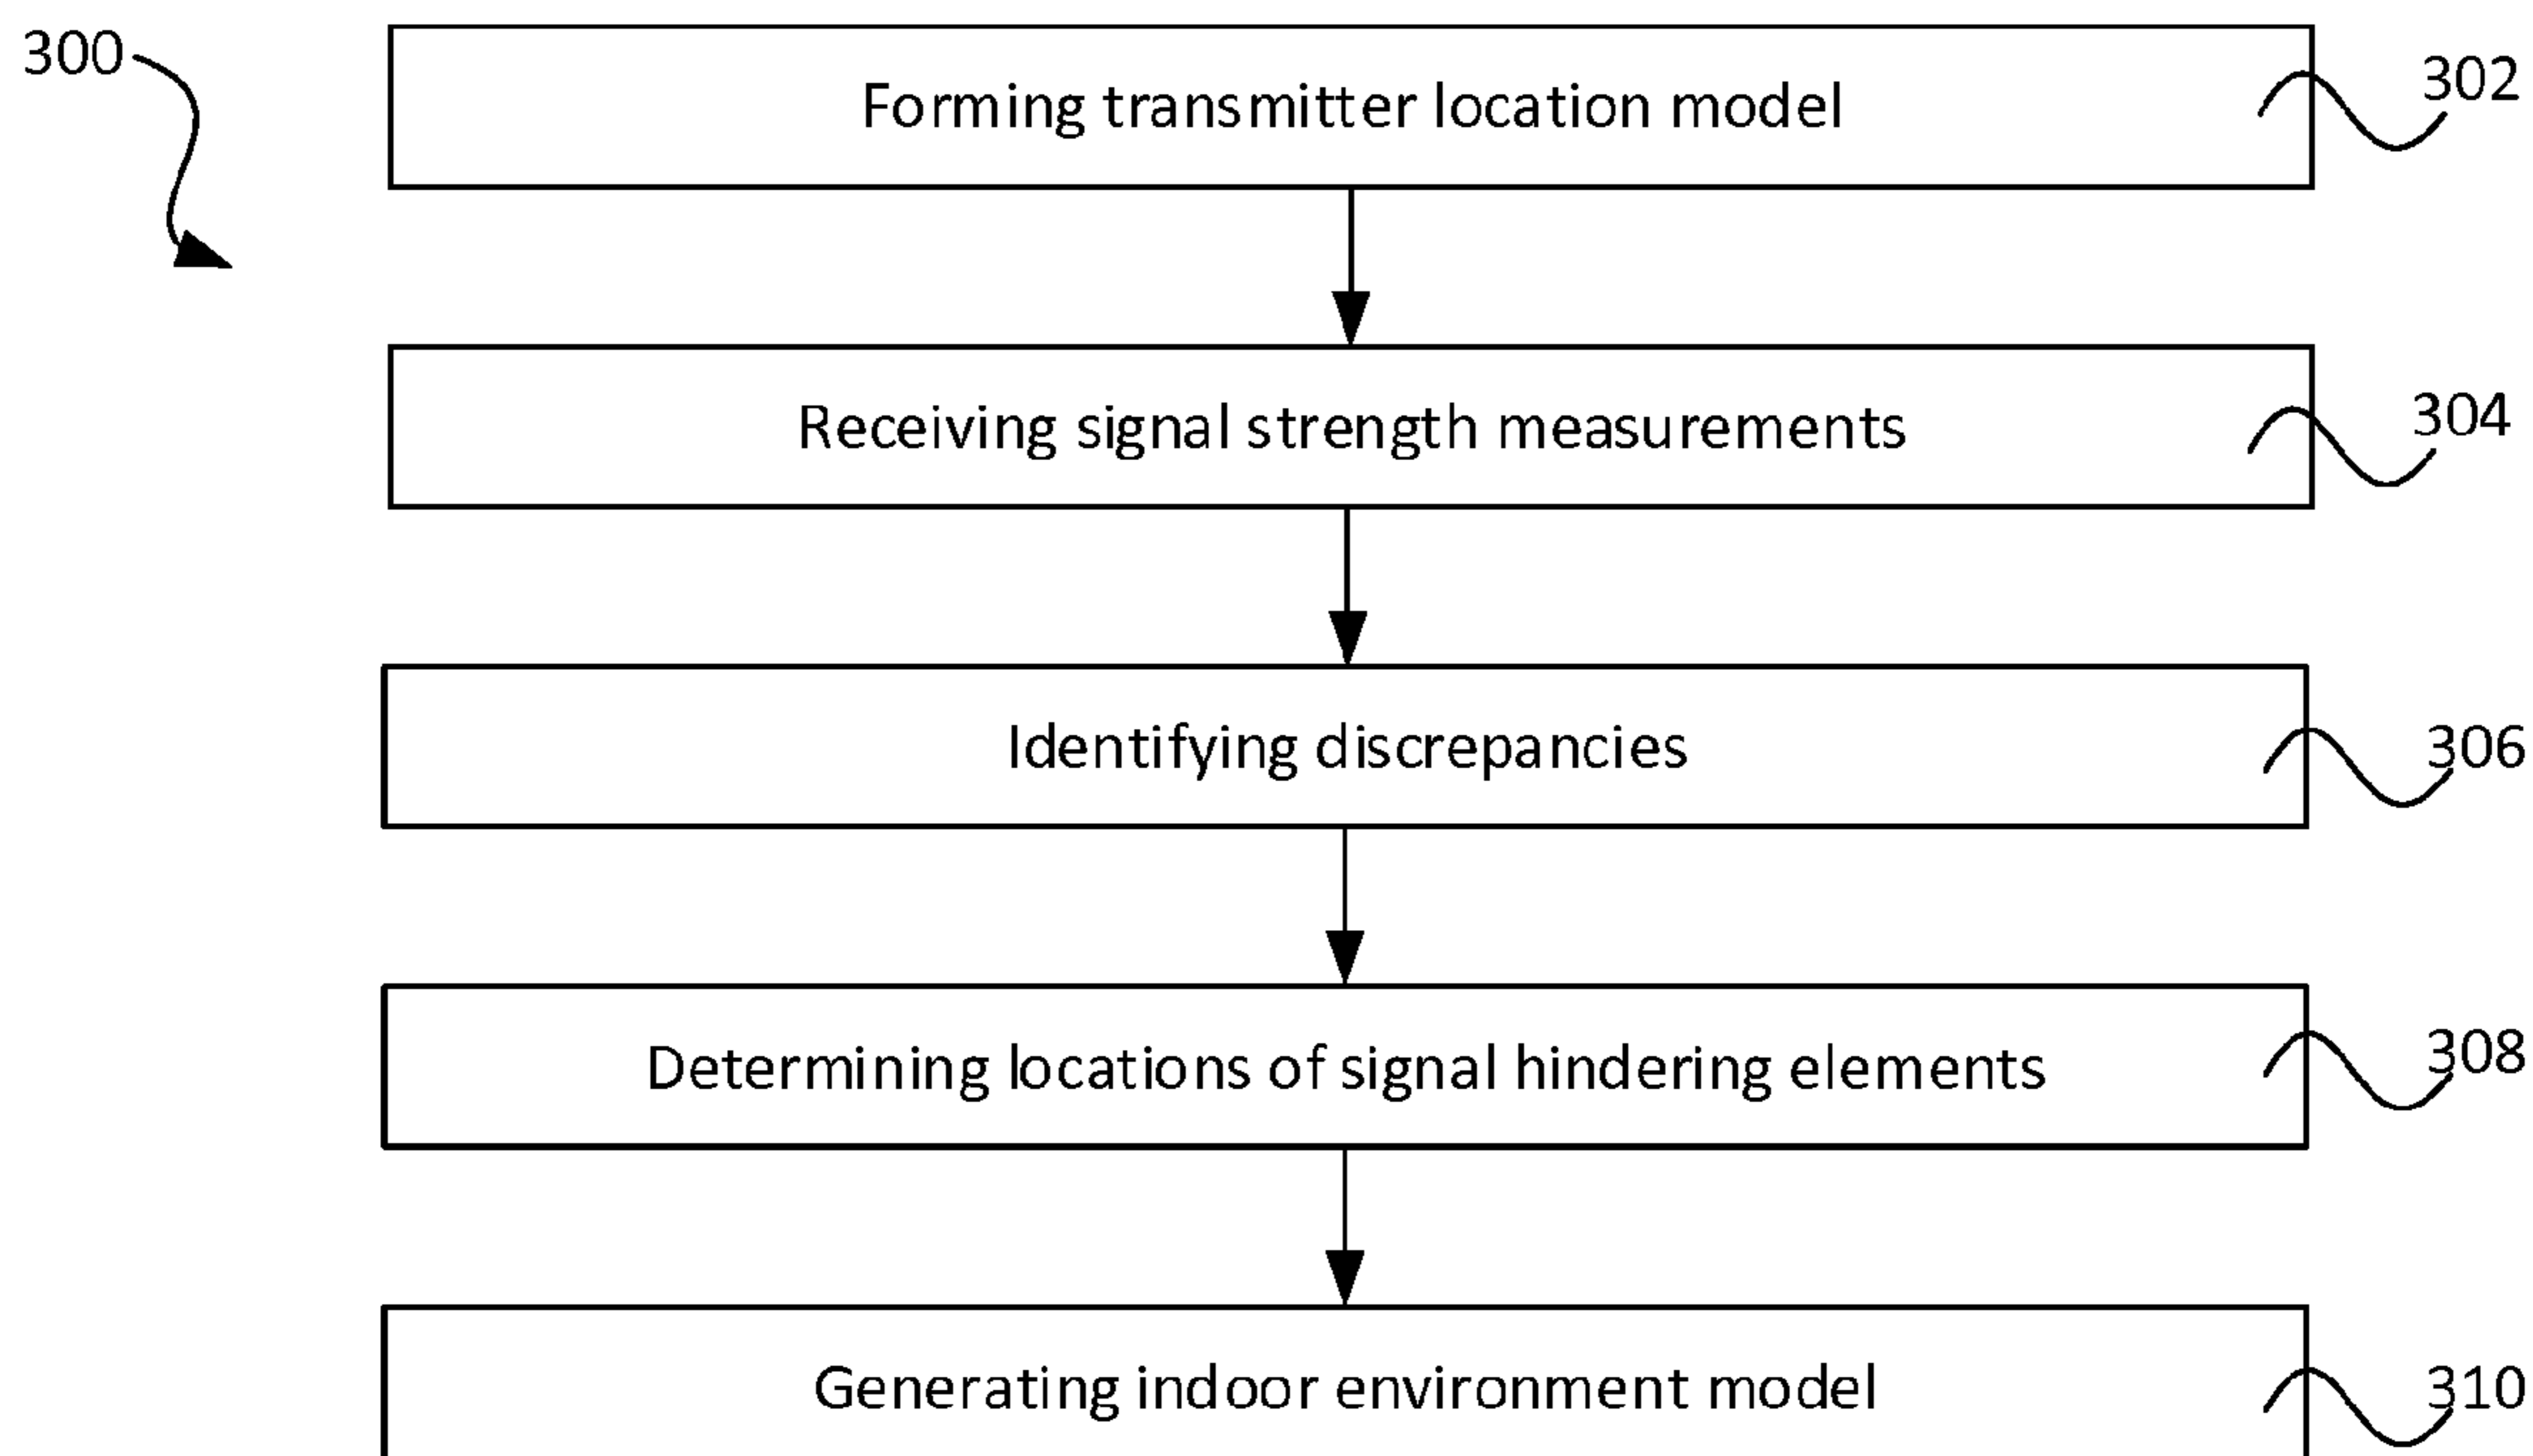 300
Forming transmitter location model
302
Receiving signal strength measurements
304
Identifying discrepancies
306
Determining locations of signal hindering elements
308
Generating indoor environment model
310